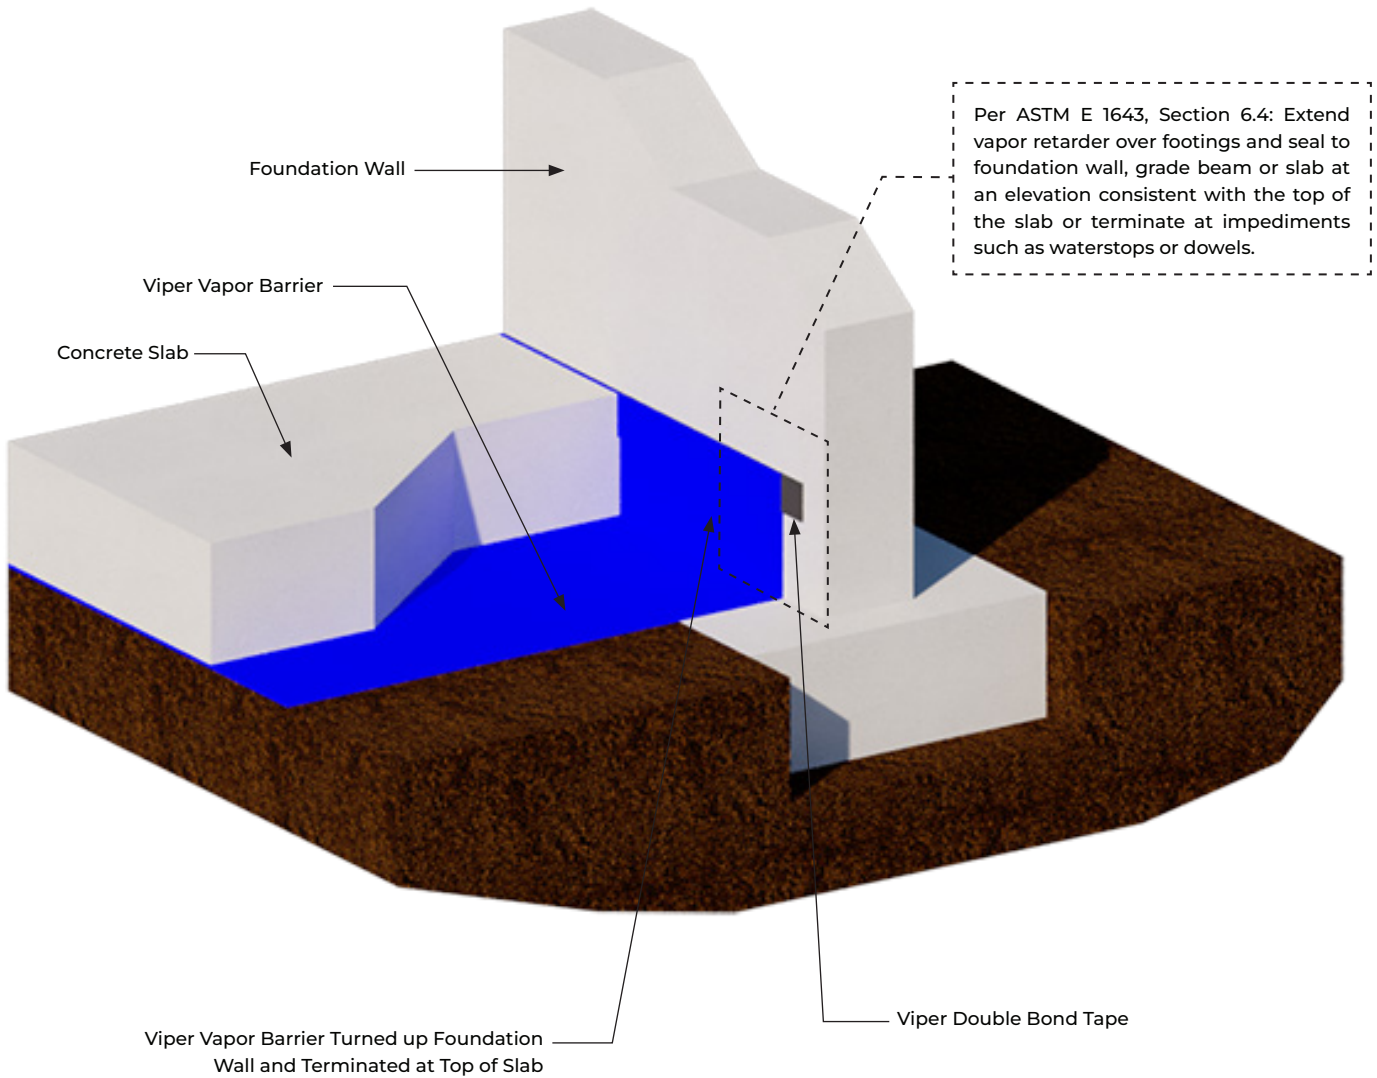 Per ASTM E 1643, Section 6.4: Extend
vapor retarder over footings and seal to
foundation wall, grade beam or slab at
an elevation consistent with the top of
the slab or terminate at impediments
such as waterstops or dowels.
Foundation Wall
Viper Vapor Barrier
Concrete Slab
Viper Double Bond Tape
Viper Vapor Barrier Turned up Foundation
Wall and Terminated at Top of Slab